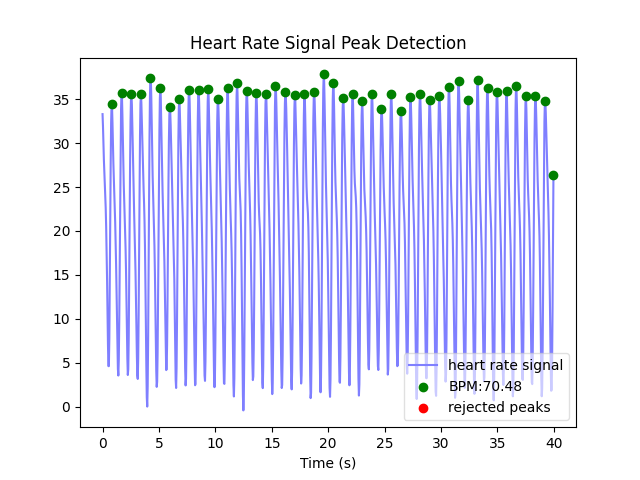 Heart Rate Signal Peak Detection
35
30
25
20
15
10
5
0
heart rate signal
BPM:70.48
rejected peaks
0 5 10 15 20 25 30 35 40
Time (s)